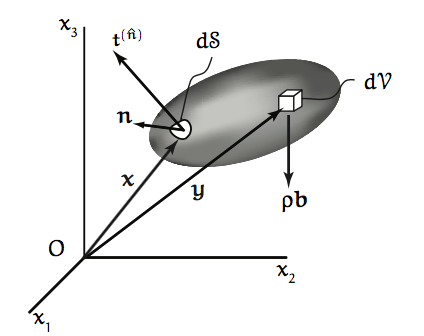 x₃
t⁽ⁿ̂⁾
dS
dV
n
x
y
ρb
O
x₂
x₁